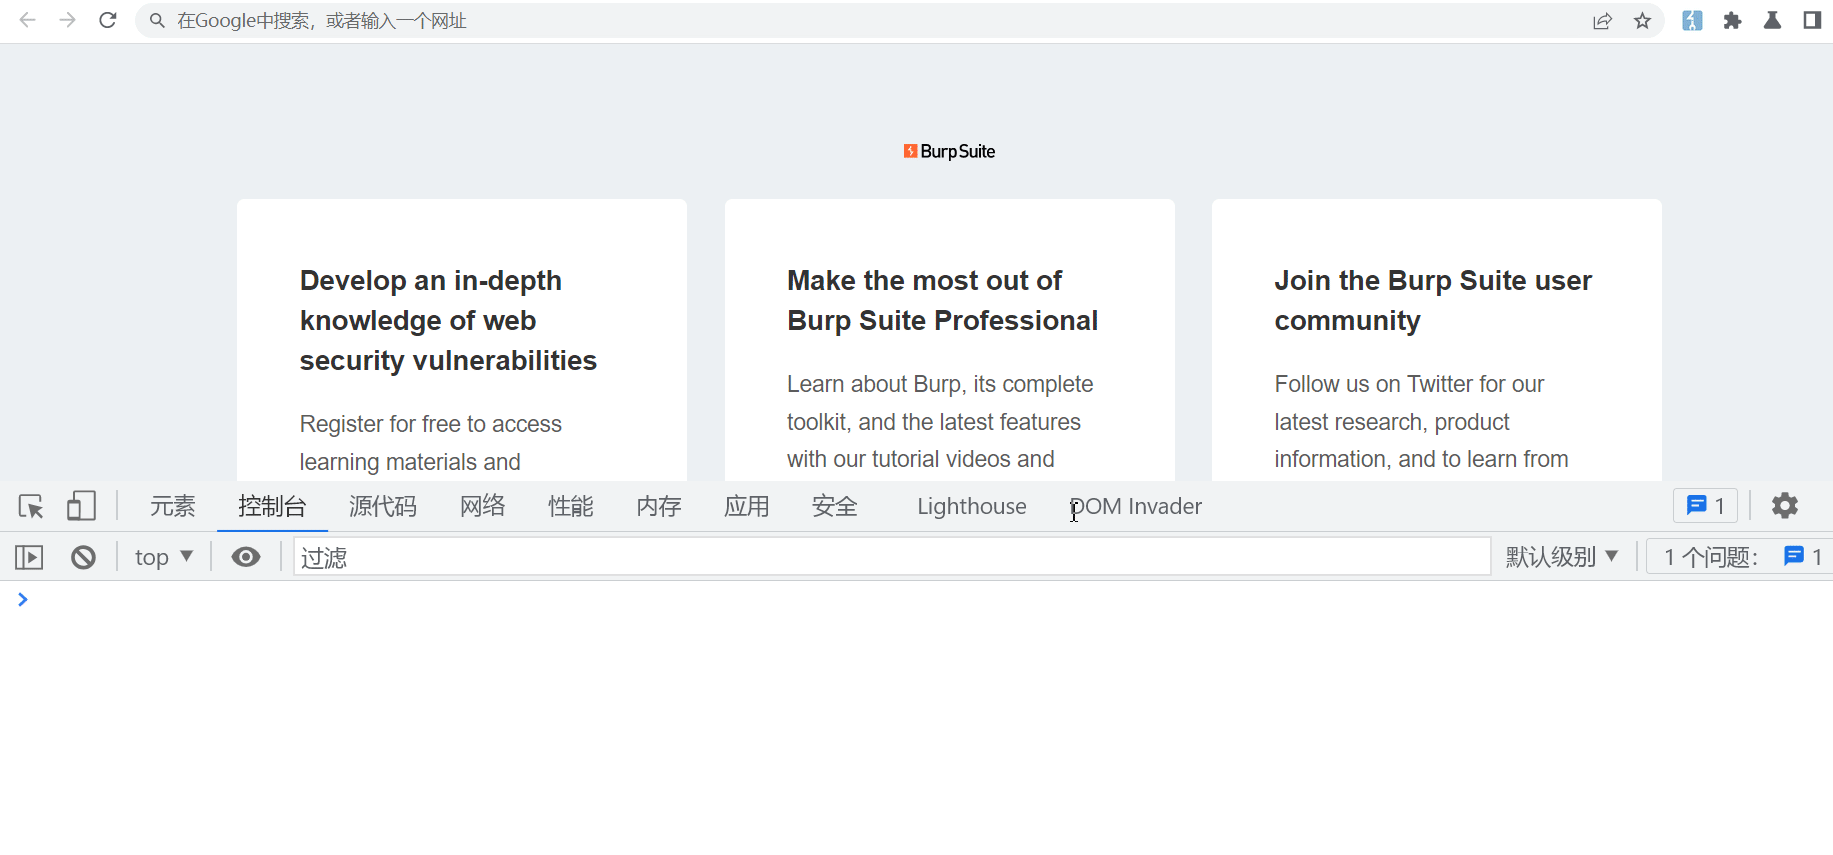 在Google中搜索，或者输入一个网址
Burp Suite
Develop an in-depth
knowledge of web
security vulnerabilities
Register for free to access
learning materials and
Make the most out of
Burp Suite Professional
Learn about Burp, its complete
toolkit, and the latest features
with our tutorial videos and
Join the Burp Suite user
community
Follow us on Twitter for our
latest research, product
information, and to learn from
元素 控制台 源代码 网络 性能 内存 应用 安全 Lighthouse DOM Invader 1
top 过滤 默认级别 1 个问题： 1